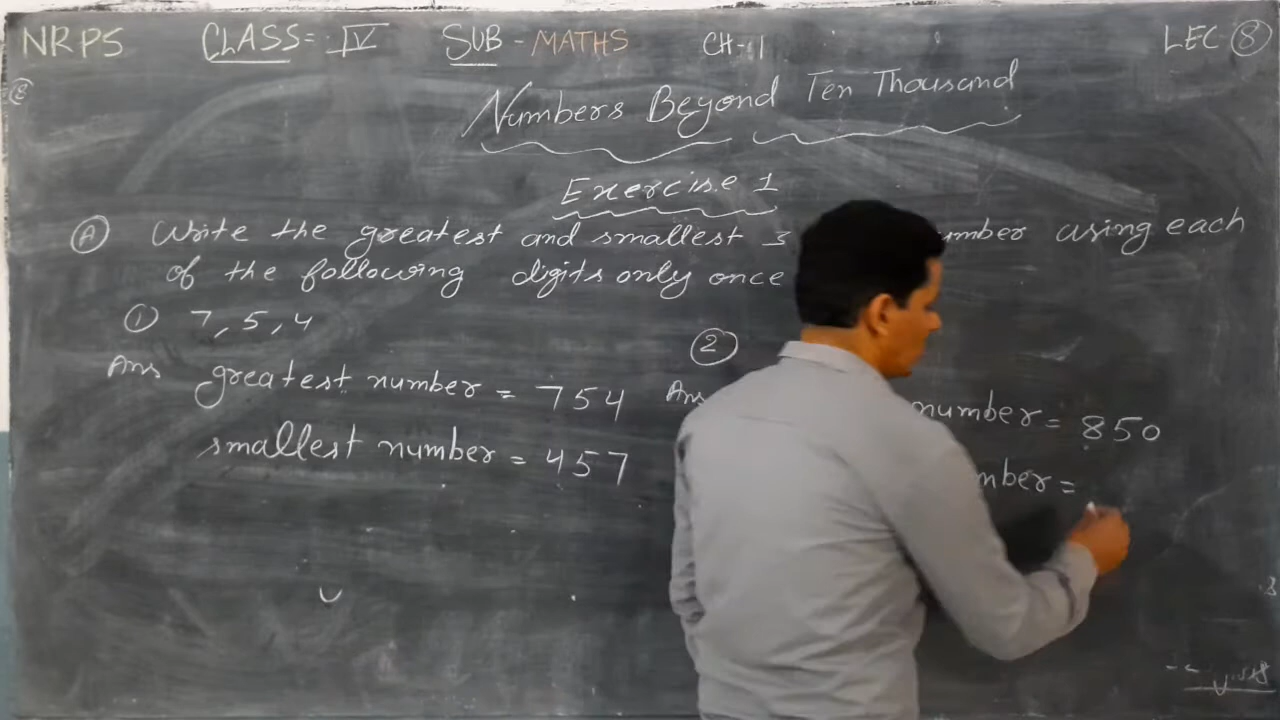 NRPS CLASS= IV SUB - MATHS CH-11 LEC 8
Numbers Beyond Ten Thousand
Exercise 1
A Write the greatest and smallest 3 number using each
of the following digits only once
1 7, 5, 4
Ans greatest number = 754
smallest number = 457
2
Ans number = 850
=